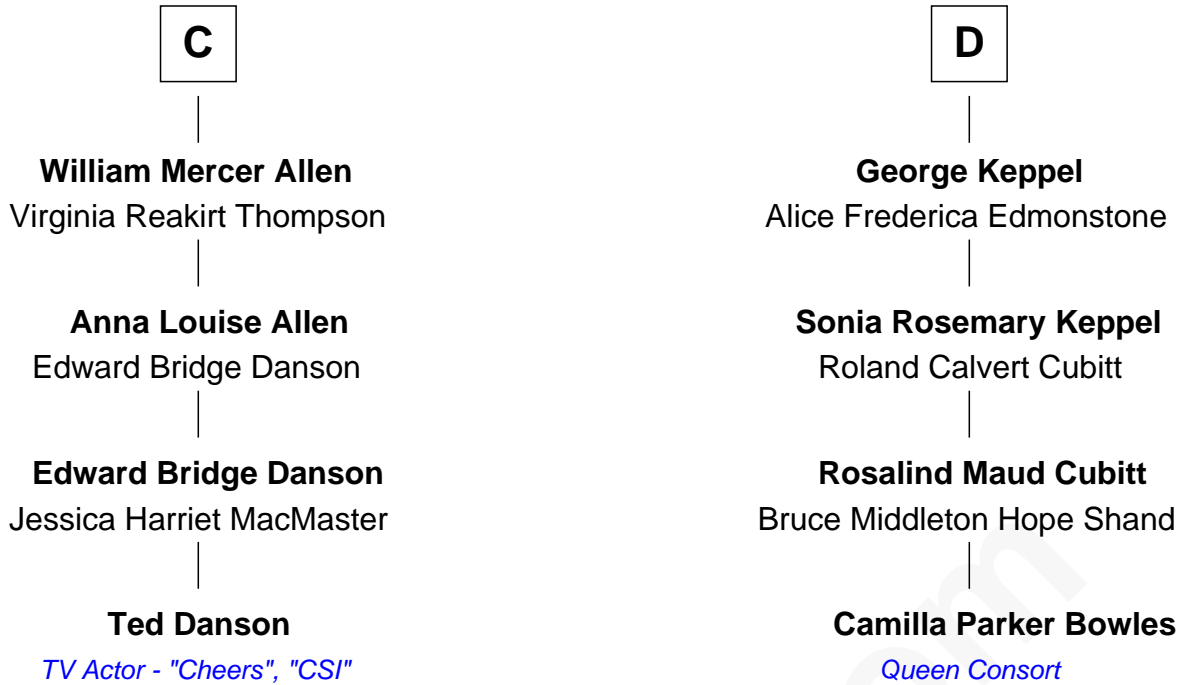 C
William Mercer Allen
Virginia Reakirt Thompson
Anna Louise Allen
Edward Bridge Danson
Edward Bridge Danson
Jessica Harriet MacMaster
Ted Danson
TV Actor - "Cheers", "CSI"
D
George Keppel
Alice Frederica Edmonstone
Sonia Rosemary Keppel
Roland Calvert Cubitt
Rosalind Maud Cubitt
Bruce Middleton Hope Shand
Camilla Parker Bowles
Queen Consort